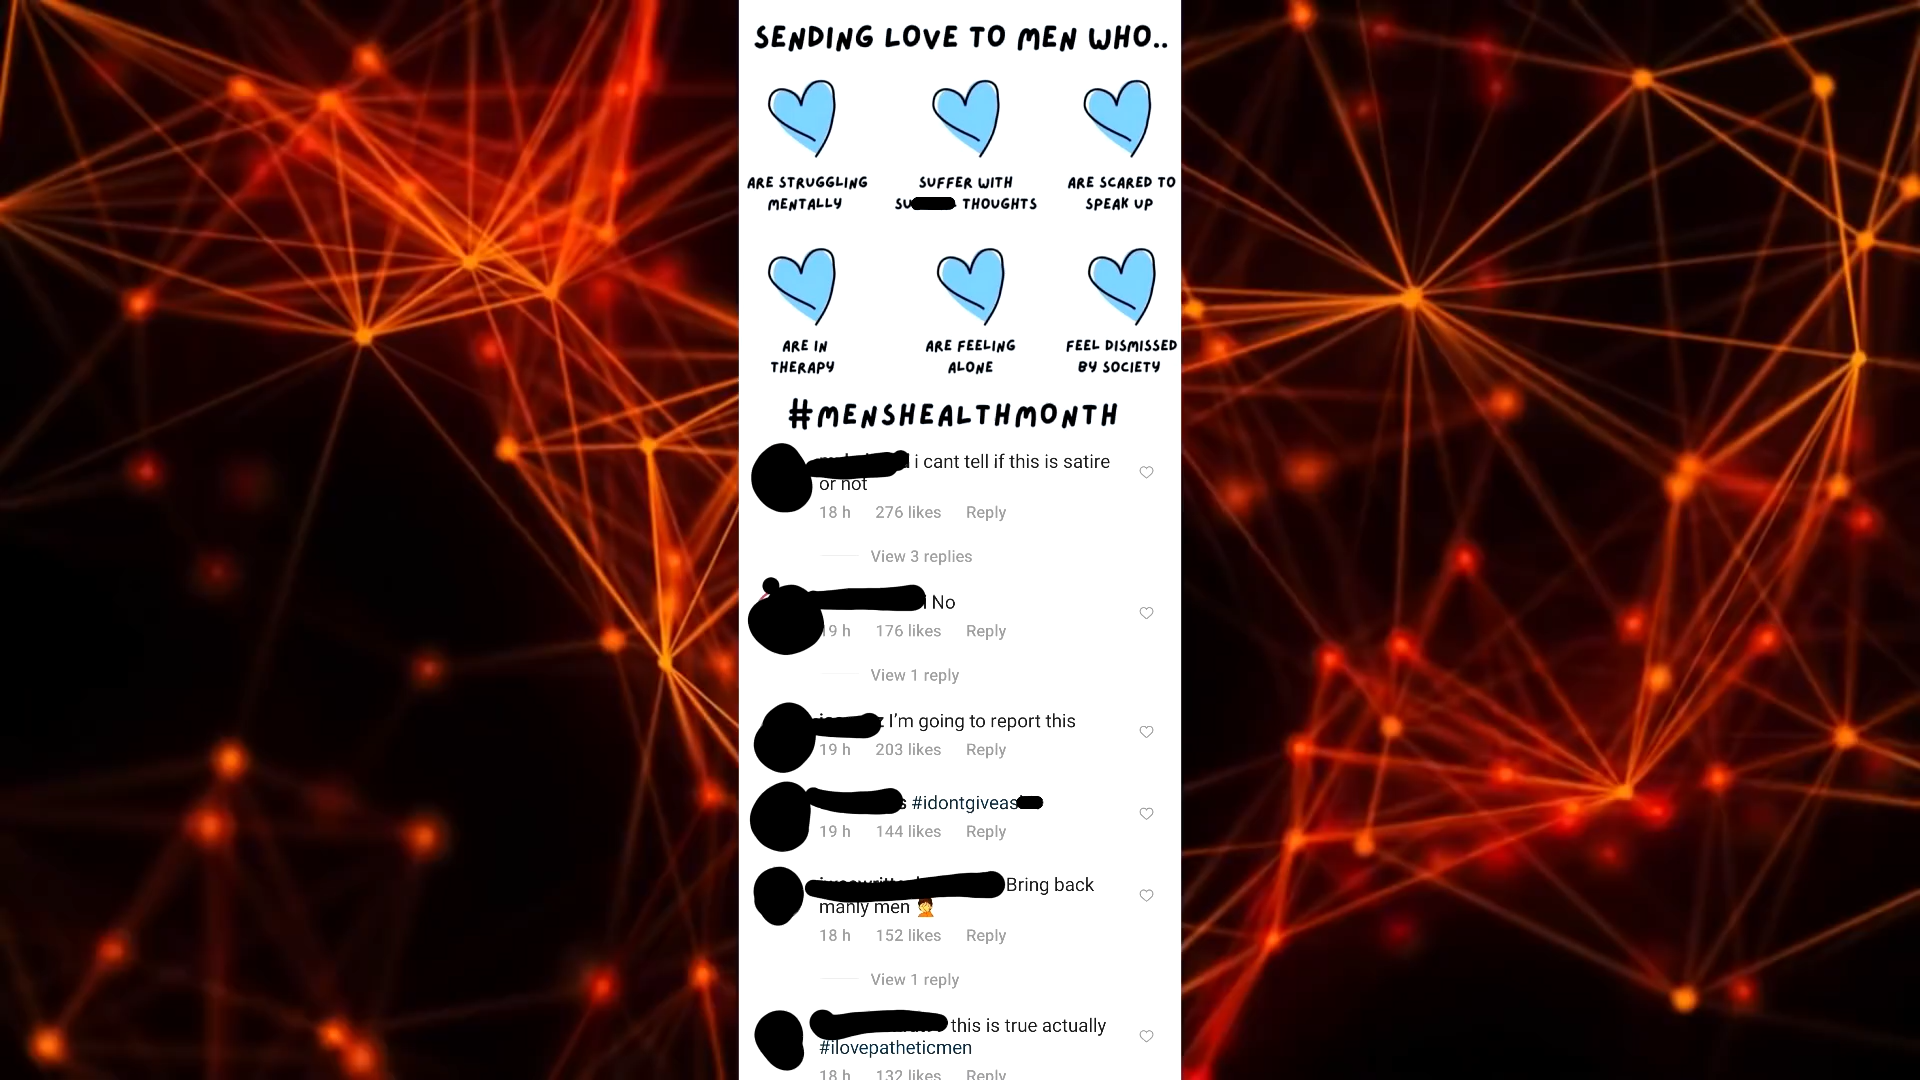 SENDING LOVE TO MEN WHO..
ARE STRUGGLING
MENTALLY
SUFFER WITH
SU THOUGHTS
ARE SCARED TO
SPEAK UP
ARE IN
THERAPY
ARE FEELING
ALONE
FEEL DISMISSED
BY SOCIETY
#MENSHEALTHMONTH
i cant tell if this is satire
or not
18 h 276 likes Reply
View 3 replies
No
19 h 176 likes Reply
View 1 reply
I'm going to report this
19 h 203 likes Reply
#idontgiveas
19 h 144 likes Reply
Bring back
manly men 🤦
18 h 152 likes Reply
View 1 reply
this is true actually
#ilovepatheticmen
18 h 132 likes Reply